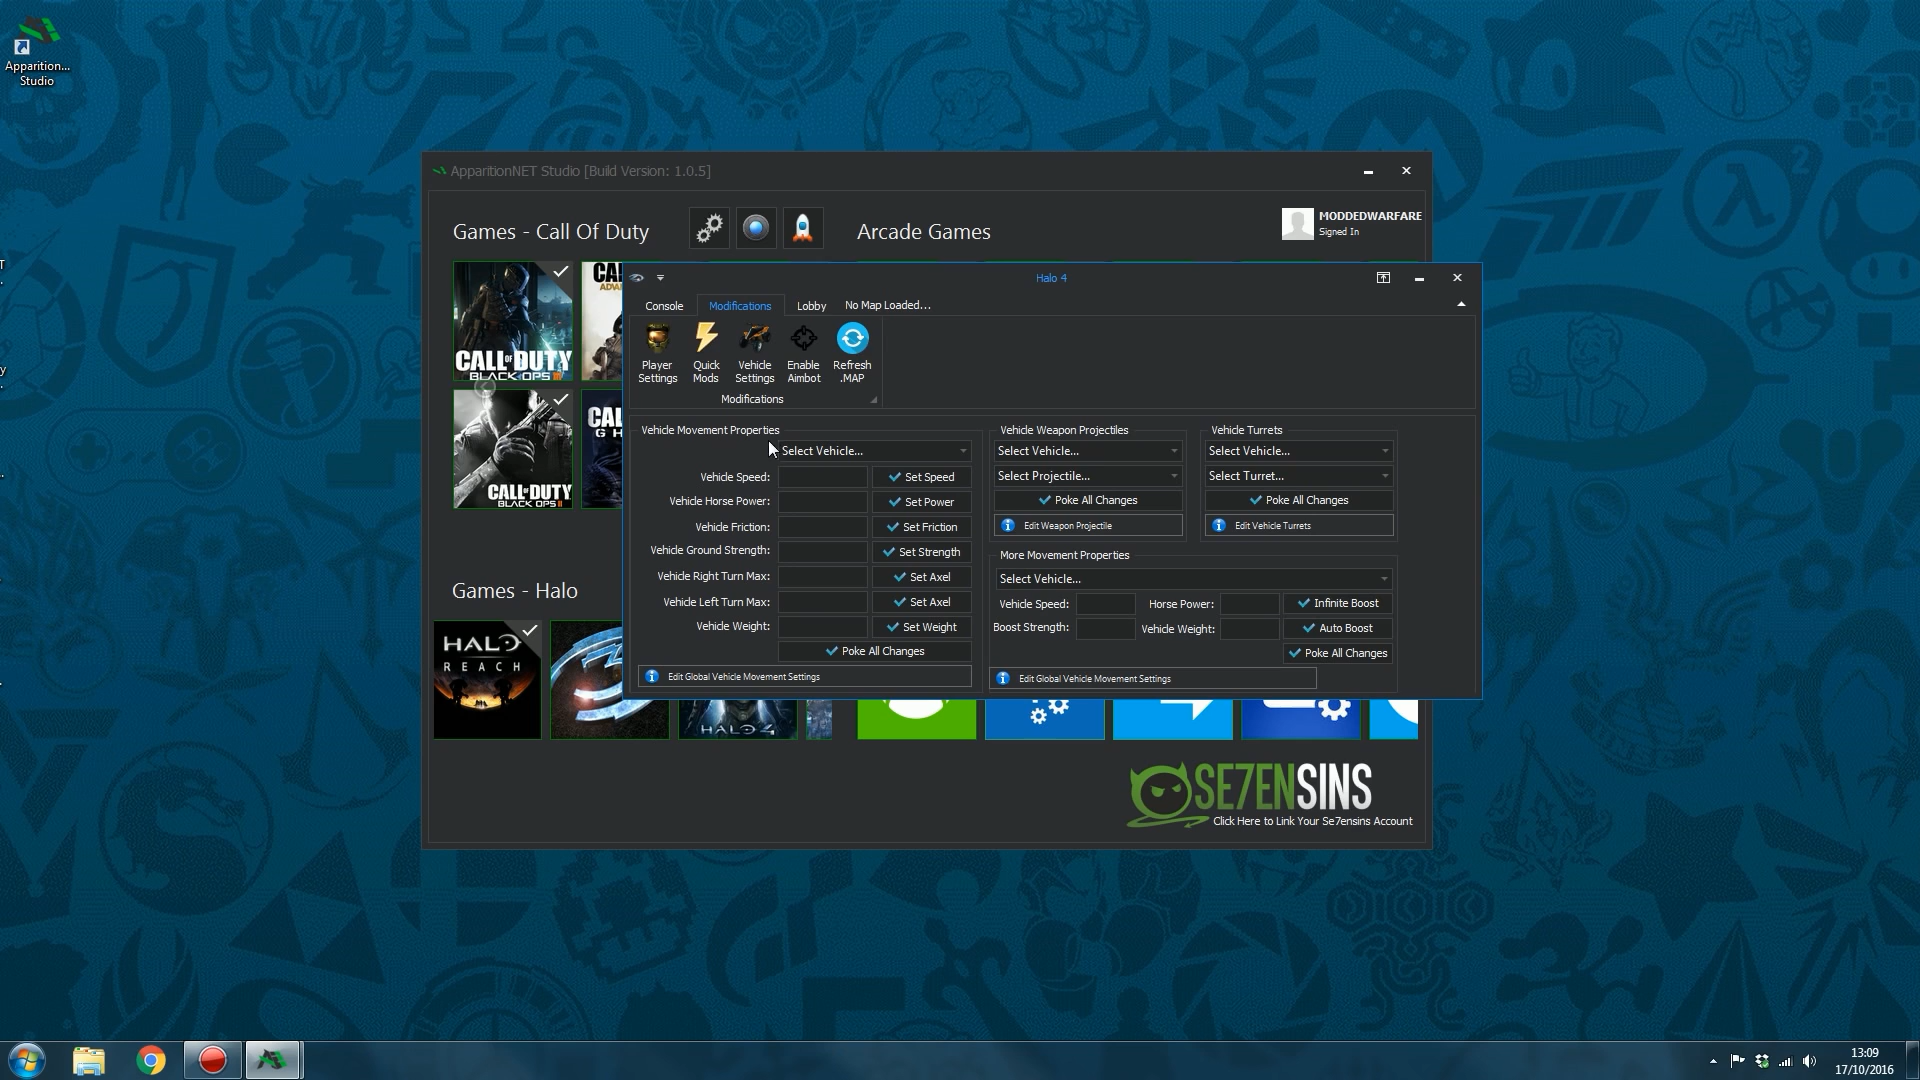 Apparition...
Studio
ApparitionNET Studio [Build Version: 1.0.5]
Games - Call Of Duty
Arcade Games
MODDEDWARFARE
Signed In
CALL OF DUTY
BLACK OPS III
CALL OF DUTY
BLACK OPS II
Games - Halo
HALO
REACH
HALO 4
Halo 4
Console
Modifications
Lobby
No Map Loaded...
Player
Settings
Quick
Mods
Vehicle
Settings
Enable
Aimbot
Refresh
.MAP
Modifications
Vehicle Movement Properties
Select Vehicle...
Vehicle Speed:
Set Speed
Vehicle Horse Power:
Set Power
Vehicle Friction:
Set Friction
Vehicle Ground Strength:
Set Strength
Vehicle Right Turn Max:
Set Axel
Vehicle Left Turn Max:
Set Axel
Vehicle Weight:
Set Weight
Poke All Changes
Edit Global Vehicle Movement Settings
Vehicle Weapon Projectiles
Select Vehicle...
Select Projectile...
Poke All Changes
Edit Weapon Projectile
Vehicle Turrets
Select Vehicle...
Select Turret...
Poke All Changes
Edit Vehicle Turrets
More Movement Properties
Select Vehicle...
Vehicle Speed:
Horse Power:
Infinite Boost
Boost Strength:
Vehicle Weight:
Auto Boost
Poke All Changes
Edit Global Vehicle Movement Settings
SE7ENSINS
Click Here to Link Your Se7ensins Account
13:09
17/10/2016